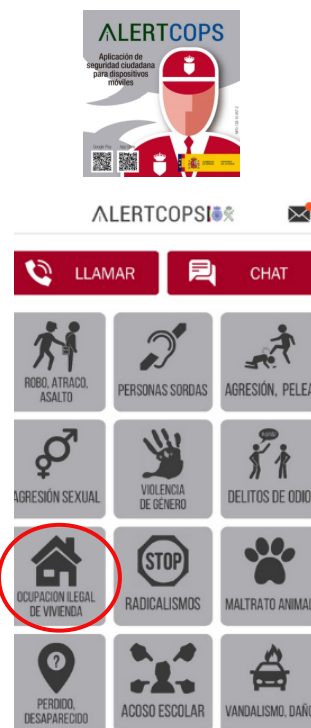 ALERTCOPS
Aplicación de
seguridad ciudadana
para dispositivos
móviles
Google Play
ALERTCOPS
LLAMAR
CHAT
ROBO, ATRACO,
ASALTO
PERSONAS SORDAS
AGRESIÓN, PELEA
AGRESIÓN SEXUAL
VIOLENCIA
DE GÉNERO
DELITOS DE ODIO
OCUPACIÓN ILEGAL
DE VIVIENDA
STOP
RADICALISMOS
MALTRATO ANIMAL
PERDIDO,
DESAPARECIDO
ACOSO ESCOLAR
VANDALISMO, DAÑO